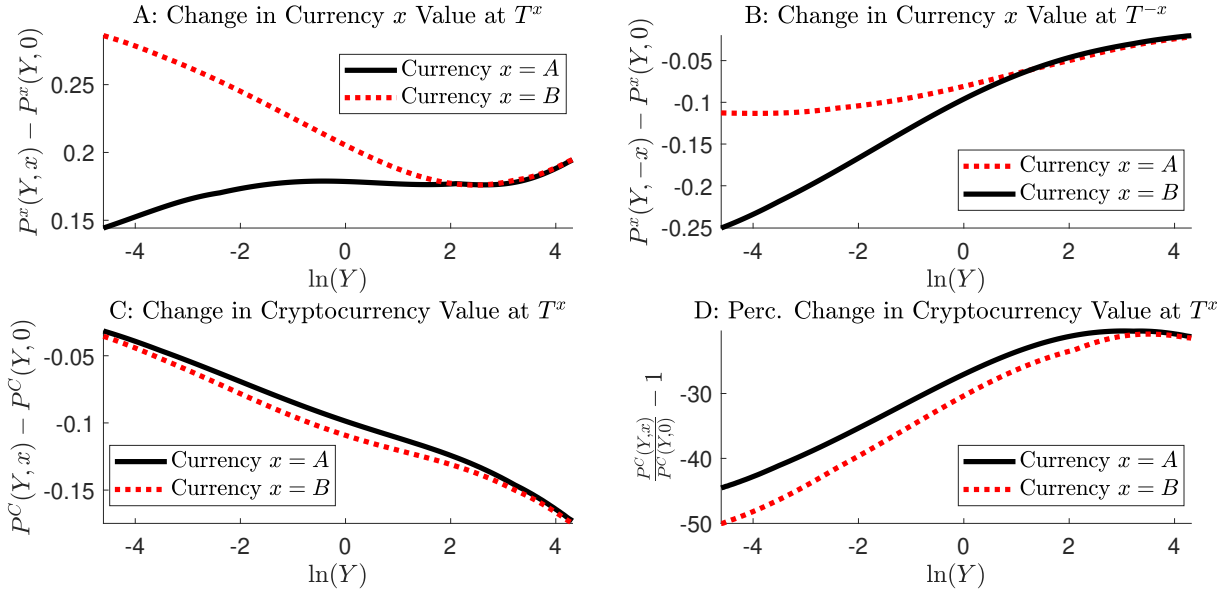 A: Change in Currency x Value at T^x
P^x(Y, x) − P^x(Y, 0)
0.25
0.2
0.15
Currency x = A
Currency x = B
-4 -2 0 2 4
ln(Y)
B: Change in Currency x Value at T^{−x}
P^x(Y, −x) − P^x(Y, 0)
-0.05
-0.1
-0.15
-0.2
-0.25
Currency x = A
Currency x = B
-4 -2 0 2 4
ln(Y)
C: Change in Cryptocurrency Value at T^x
P^C(Y, x) − P^C(Y, 0)
-0.05
-0.1
-0.15
Currency x = A
Currency x = B
-4 -2 0 2 4
ln(Y)
D: Perc. Change in Cryptocurrency Value at T^x
P^C(Y,x)/P^C(Y,0) − 1
-30
-40
-50
Currency x = A
Currency x = B
-4 -2 0 2 4
ln(Y)